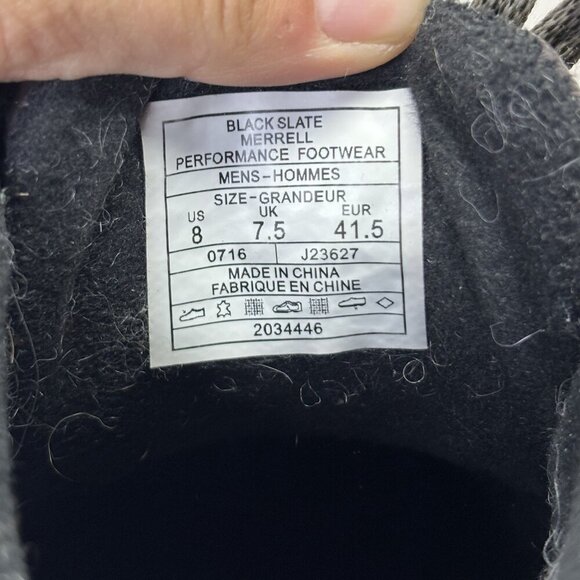 BLACK SLATE
MERRELL
PERFORMANCE FOOTWEAR
MENS-HOMMES
SIZE-GRANDEUR
US UK EUR
8 7.5 41.5
0716 J23627
MADE IN CHINA
FABRIQUE EN CHINE
2034446